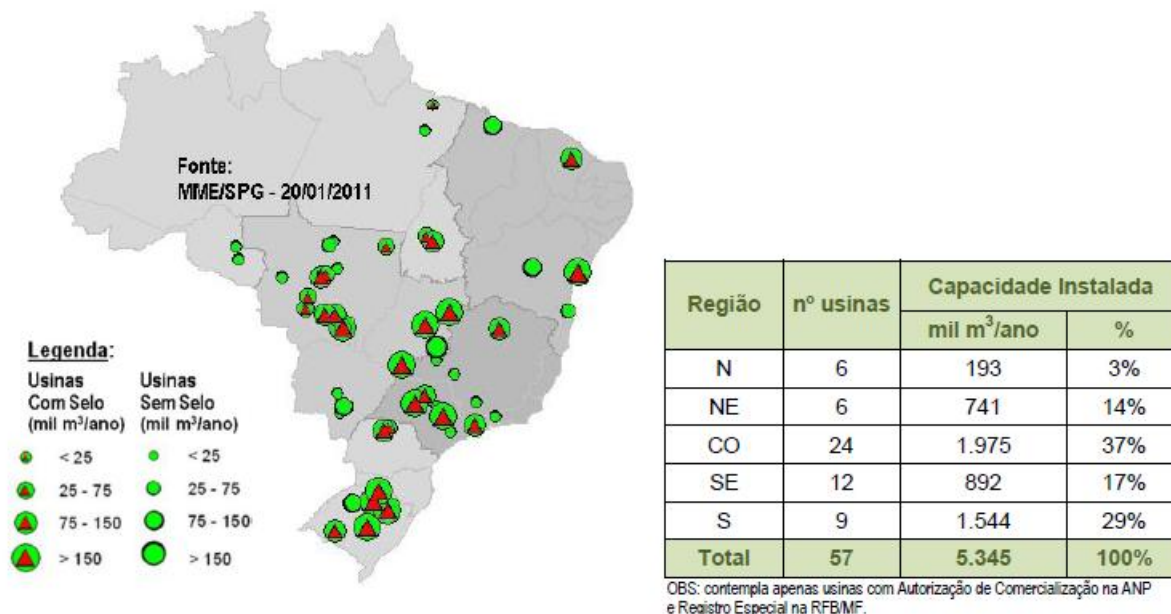 Fonte:
MME/SPG - 20/01/2011
Legenda:
Usinas
Com Selo
(mil m³/ano)
< 25
25 - 75
75 - 150
> 150
Usinas
Sem Selo
(mil m³/ano)
< 25
25 - 75
75 - 150
> 150
Região nº usinas Capacidade Instalada
mil m³/ano %
N 6 193 3%
NE 6 741 14%
CO 24 1.975 37%
SE 12 892 17%
S 9 1.544 29%
Total 57 5.345 100%
OBS: contempla apenas usinas com Autorização de Comercialização na ANP
e Registro Especial na RFB/MF.